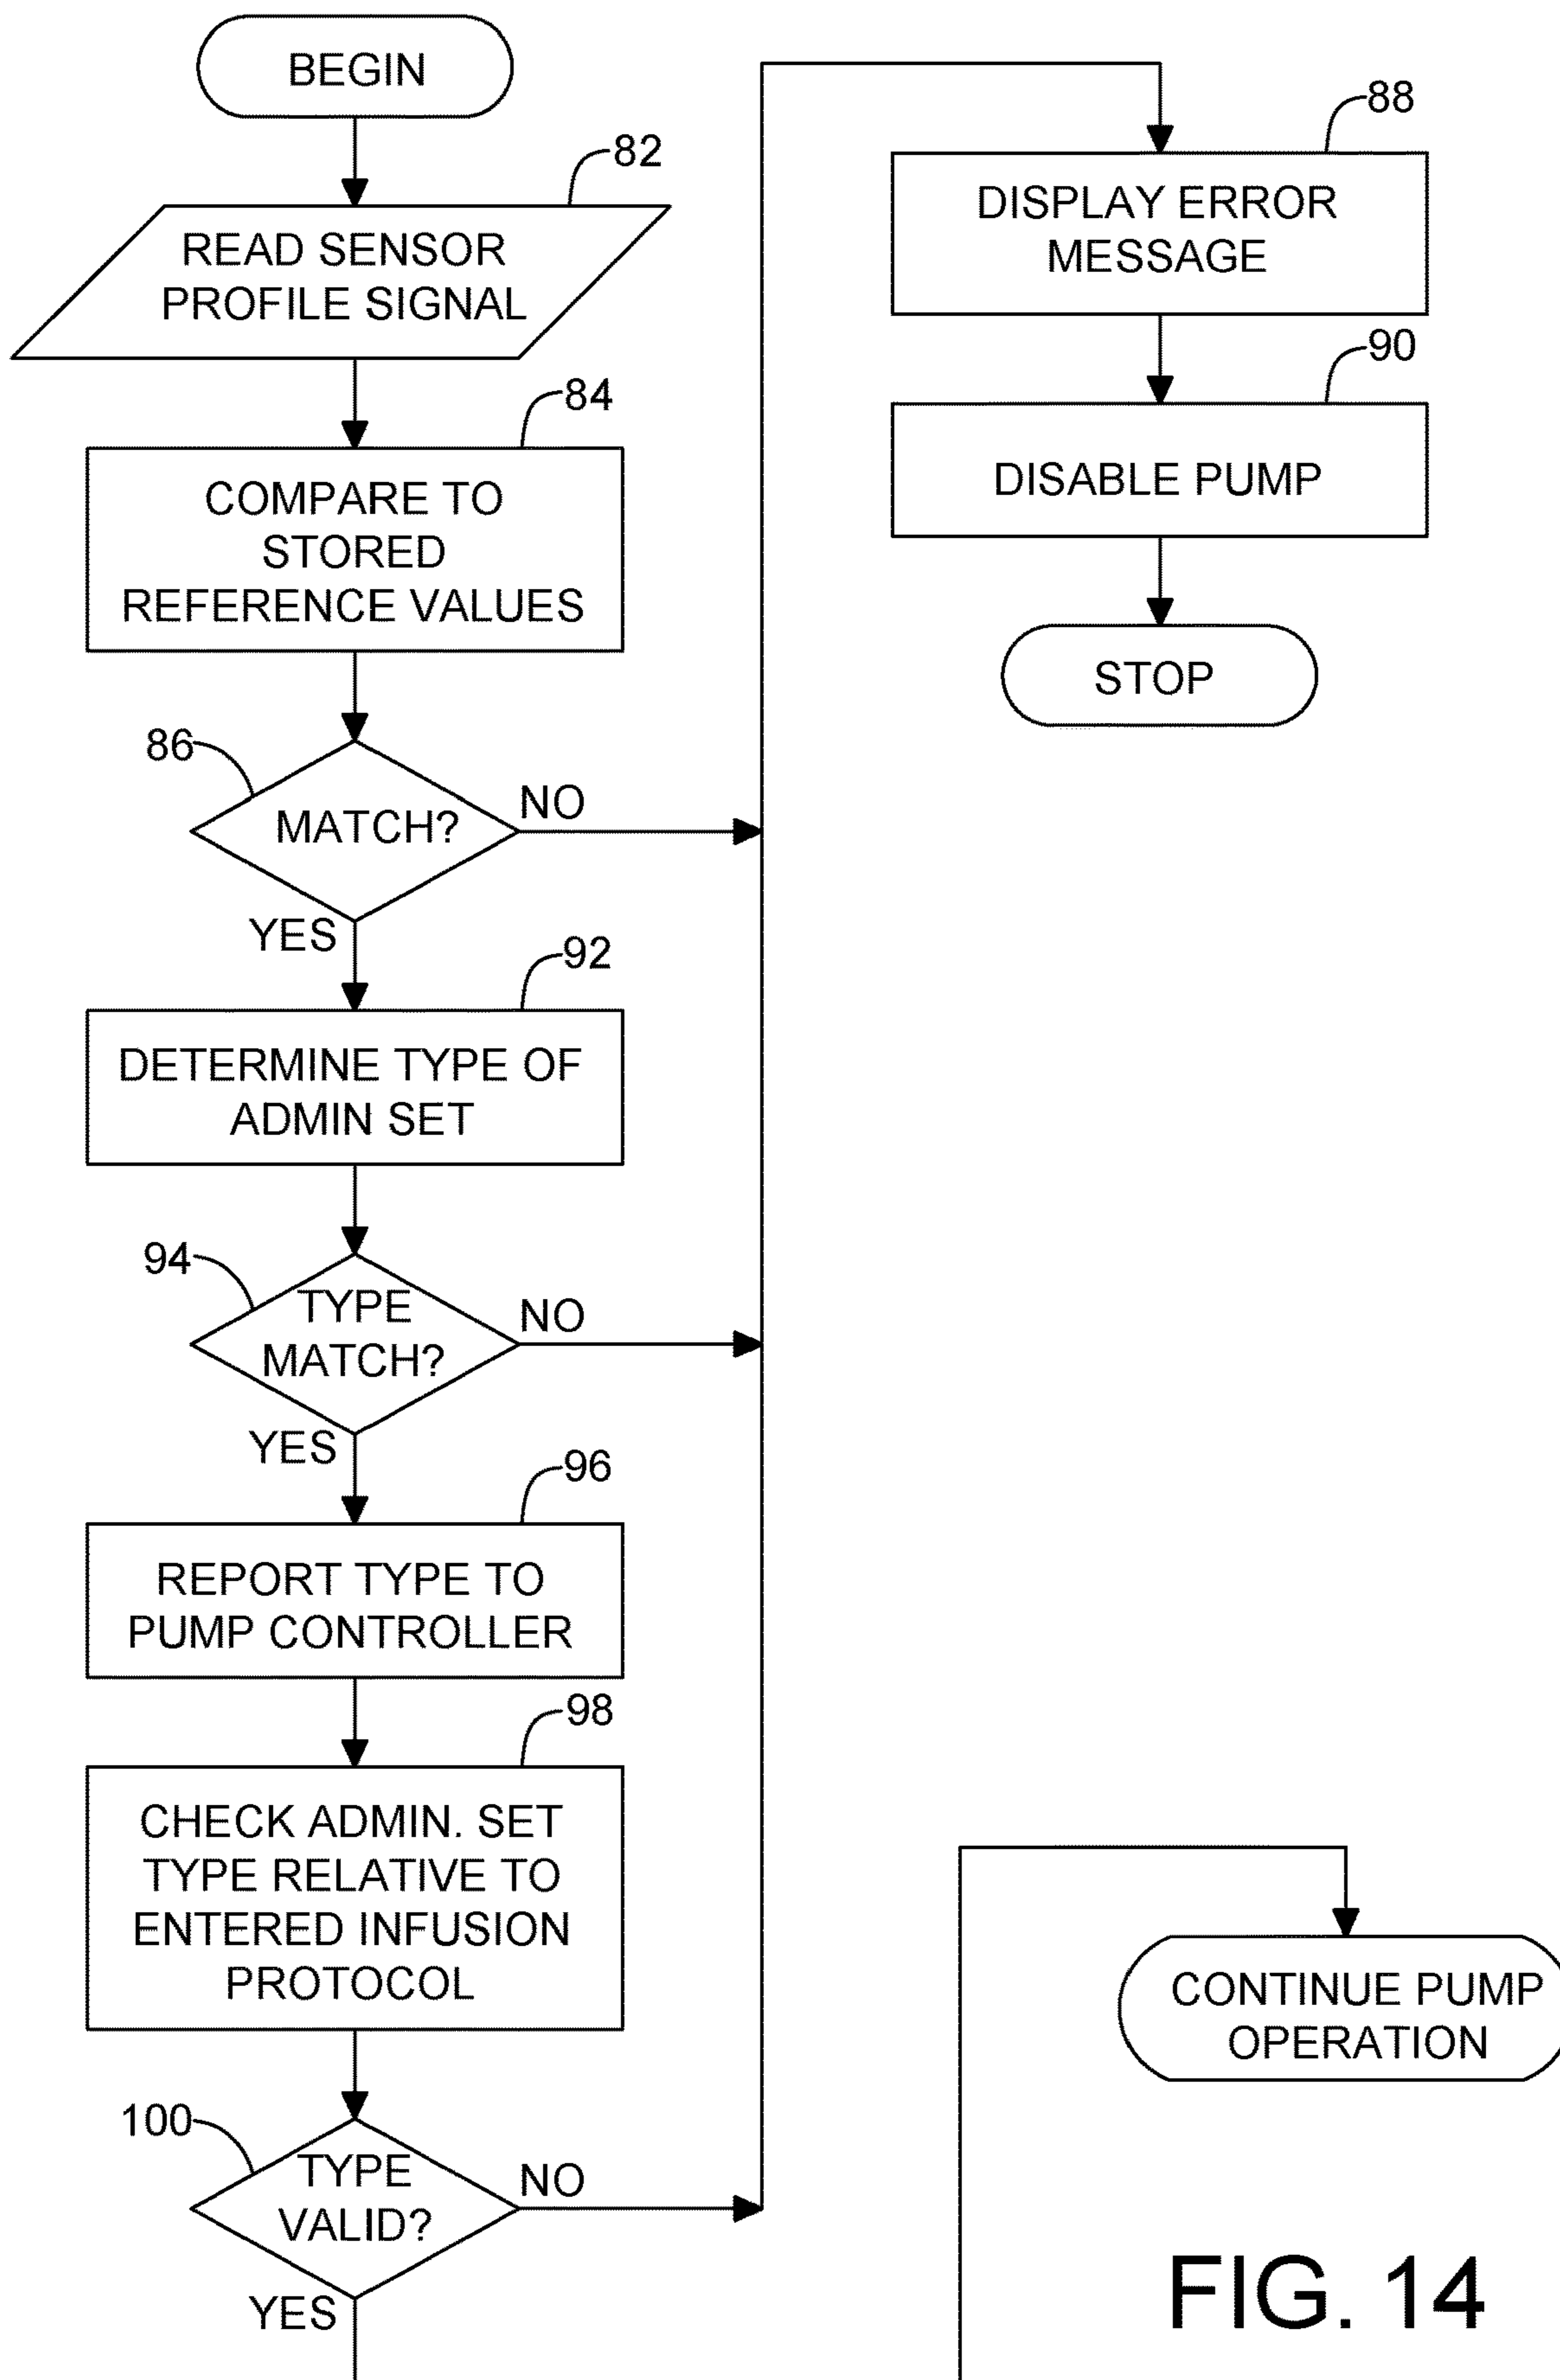 BEGIN
82
READ SENSOR
PROFILE SIGNAL
84
COMPARE TO
STORED
REFERENCE VALUES
86
MATCH?
NO
YES
92
DETERMINE TYPE OF
ADMIN SET
94
TYPE
MATCH?
NO
YES
96
REPORT TYPE TO
PUMP CONTROLLER
98
CHECK ADMIN. SET
TYPE RELATIVE TO
ENTERED INFUSION
PROTOCOL
100
TYPE
VALID?
NO
YES
88
DISPLAY ERROR
MESSAGE
90
DISABLE PUMP
STOP
CONTINUE PUMP
OPERATION
FIG. 14